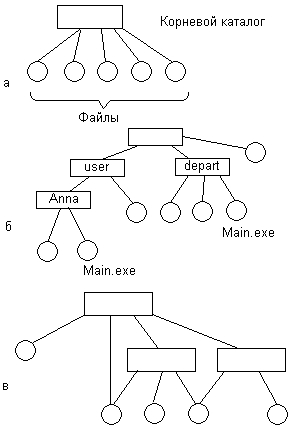 Корневой каталог
а
Файлы
user
depart
Anna
Main.exe
б
Main.exe
в